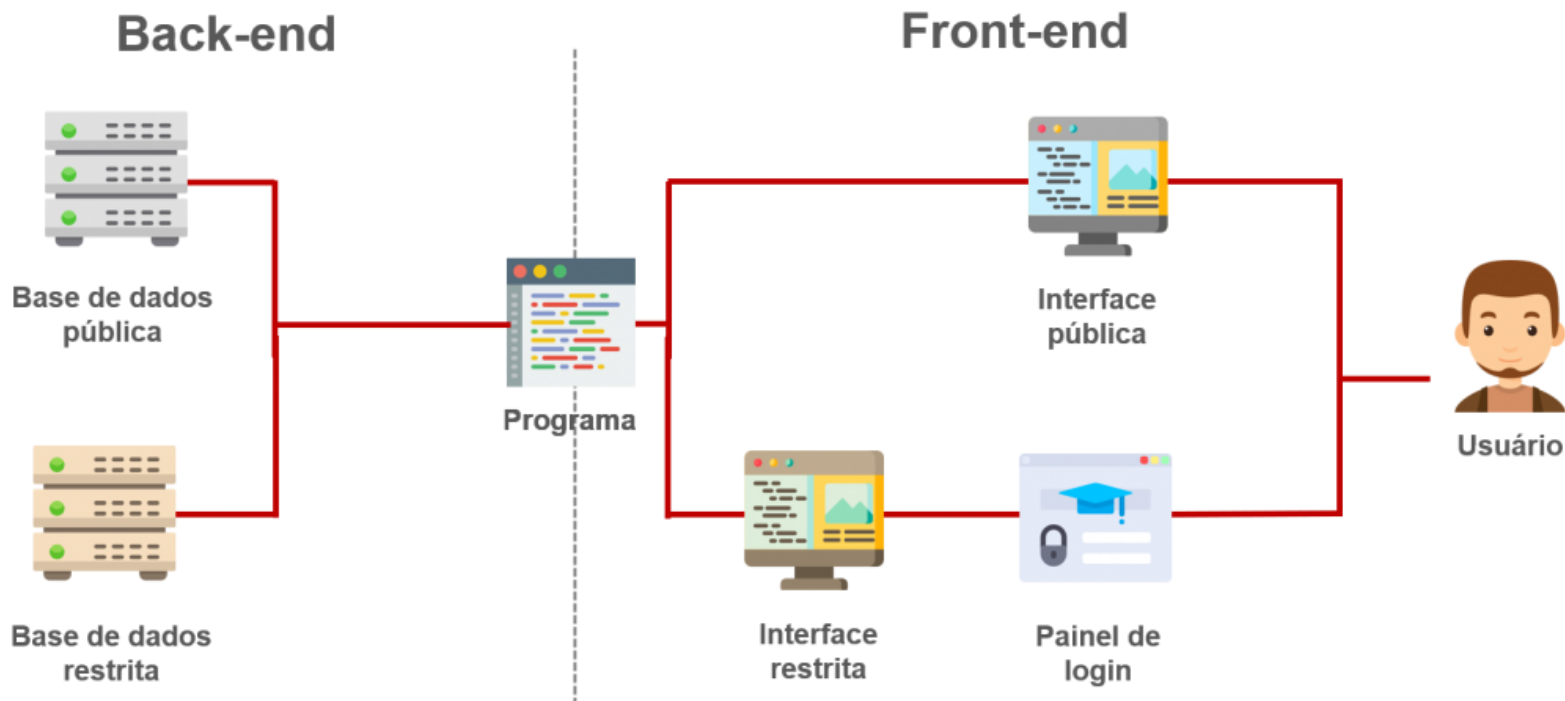 Back-end
Front-end
Base de dados
pública
Interface
pública
Programa
Usuário
Base de dados
restrita
Interface
restrita
Painel de
login